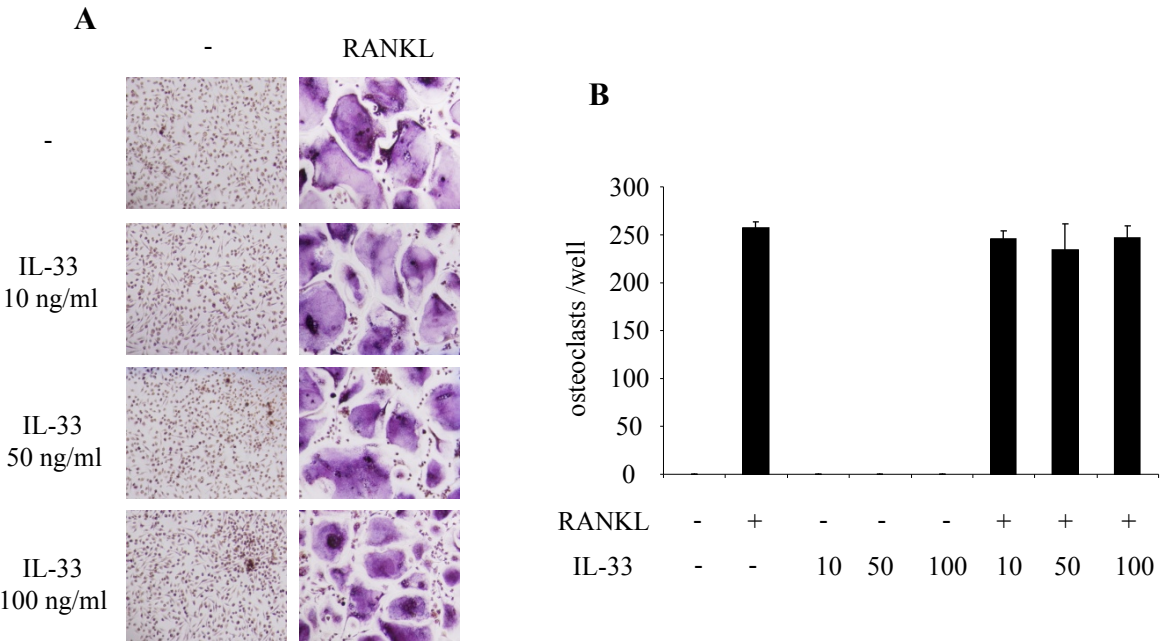 A
- RANKL
-
IL-33
10 ng/ml
IL-33
50 ng/ml
IL-33
100 ng/ml
B
osteoclasts /well
300
250
200
150
100
50
0
RANKL - + - - - + + +
IL-33 - - 10 50 100 10 50 100